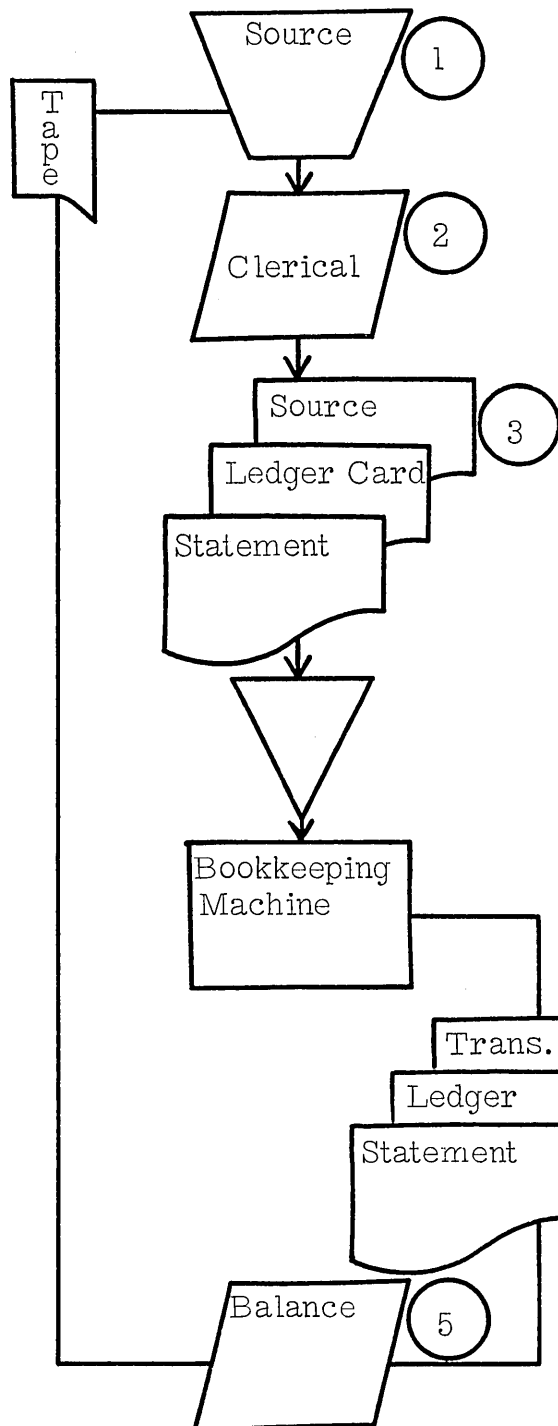 Source
1
Tape
2
Clerical
Source
3
Ledger Card
Statement
Bookkeeping
Machine
Trans.
Ledger
Statement
Balance
5